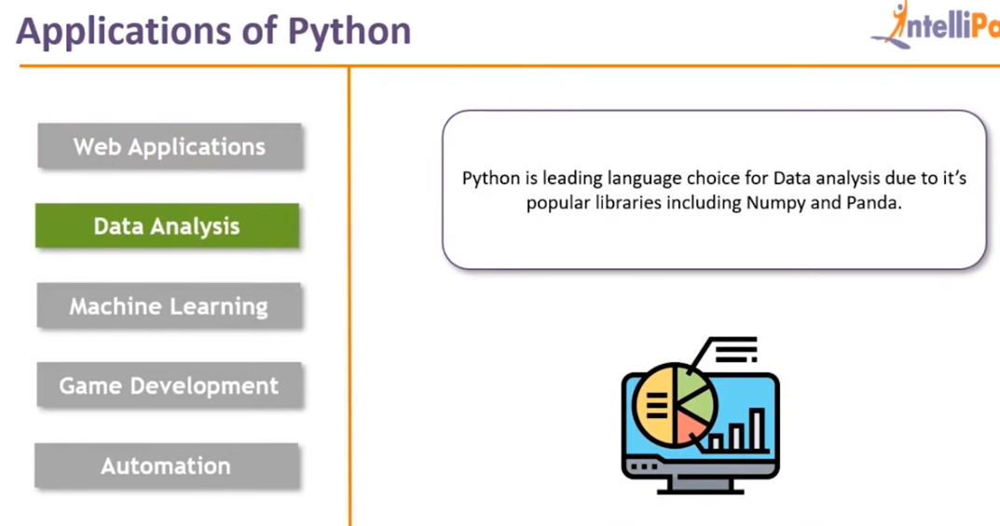 Applications of Python
Web Applications
Data Analysis
Machine Learning
Game Development
Automation
Python is leading language choice for Data analysis due to it's
popular libraries including Numpy and Panda.